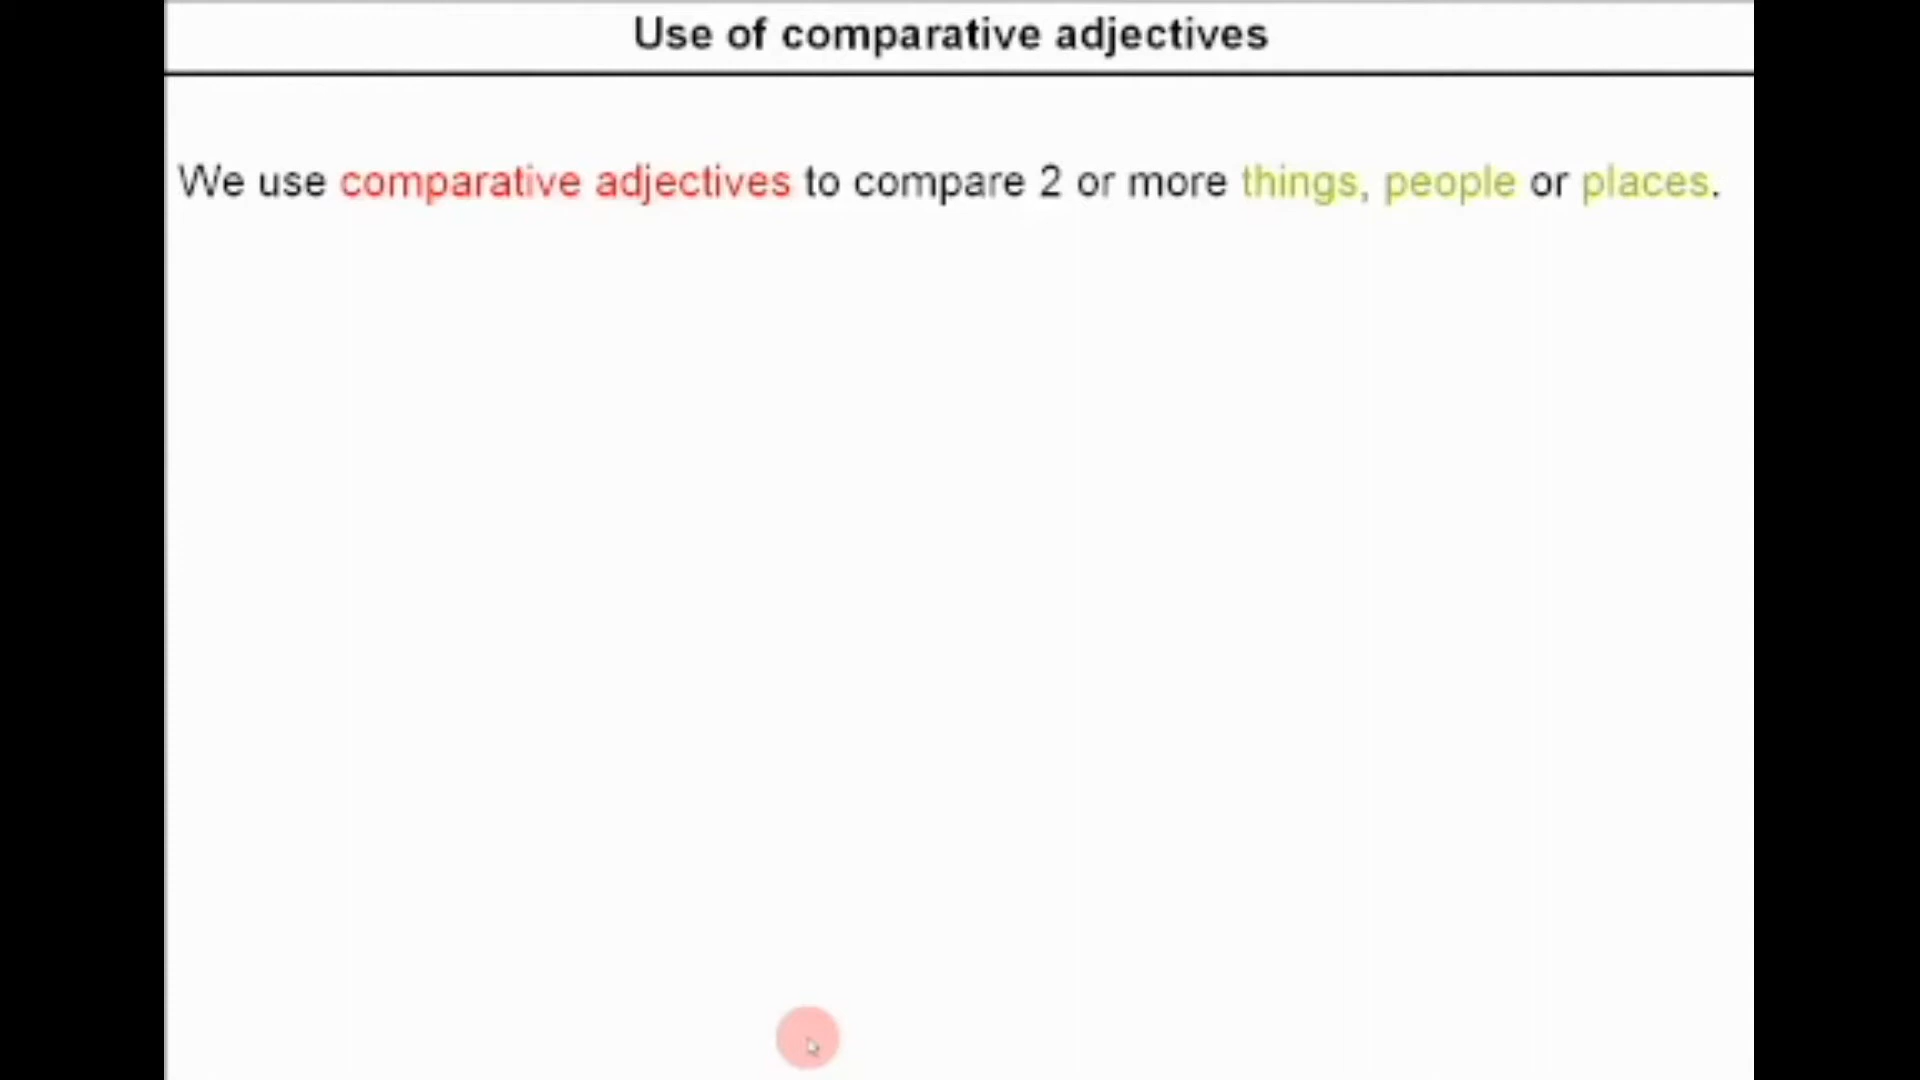 Use of comparative adjectives
We use comparative adjectives to compare 2 or more things, people or places.